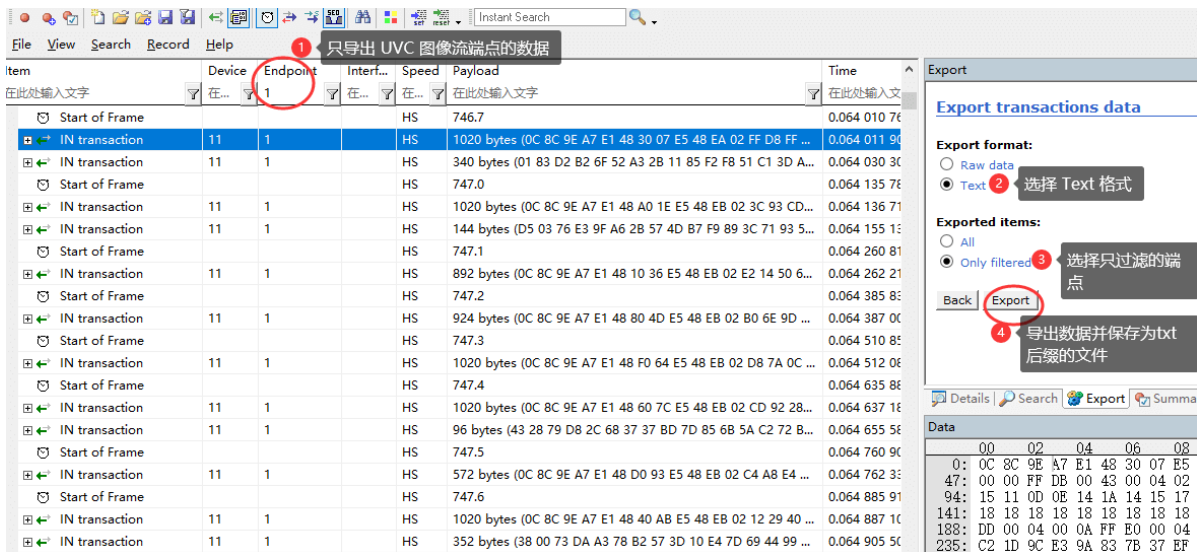 Instant Search
File View Search Record Help
1 只导出 UVC 图像流端点的数据
Item Device Endpoint Interf... Speed Payload Time
在此处输入文字 在... 1 在... 在... 在此处输入文字 在此处输入文
Start of Frame HS 746.7 0.064 010 76
IN transaction 11 1 HS 1020 bytes (0C 8C 9E A7 E1 48 30 07 E5 48 EA 02 FF D8 FF ... 0.064 011 90
IN transaction 11 1 HS 340 bytes (01 83 D2 B2 6F 52 A3 2B 11 85 F2 F8 51 C1 3D A... 0.064 030 30
Start of Frame HS 747.0 0.064 135 78
IN transaction 11 1 HS 1020 bytes (0C 8C 9E A7 E1 48 A0 1E E5 48 EB 02 3C 93 CD... 0.064 136 71
IN transaction 11 1 HS 144 bytes (D5 03 76 E3 9F A6 2B 57 4D B7 F9 89 3C 71 93 5... 0.064 155 13
Start of Frame HS 747.1 0.064 260 81
IN transaction 11 1 HS 892 bytes (0C 8C 9E A7 E1 48 10 36 E5 48 EB 02 E2 14 50 6... 0.064 262 21
Start of Frame HS 747.2 0.064 385 83
IN transaction 11 1 HS 924 bytes (0C 8C 9E A7 E1 48 80 4D E5 48 EB 02 B0 6E 9D ... 0.064 387 00
Start of Frame HS 747.3 0.064 510 85
IN transaction 11 1 HS 1020 bytes (0C 8C 9E A7 E1 48 F0 64 E5 48 EB 02 D8 7A 0C ... 0.064 512 08
Start of Frame HS 747.4 0.064 635 88
IN transaction 11 1 HS 1020 bytes (0C 8C 9E A7 E1 48 60 7C E5 48 EB 02 CD 92 28... 0.064 637 18
IN transaction 11 1 HS 96 bytes (43 28 79 D8 2C 68 37 37 BD 7D 85 6B 5A C2 72 B... 0.064 655 58
Start of Frame HS 747.5 0.064 760 90
IN transaction 11 1 HS 572 bytes (0C 8C 9E A7 E1 48 D0 93 E5 48 EB 02 C4 A8 E4 ... 0.064 762 33
Start of Frame HS 747.6 0.064 885 91
IN transaction 11 1 HS 1020 bytes (0C 8C 9E A7 E1 48 40 AB E5 48 EB 02 12 29 40 ... 0.064 887 10
IN transaction 11 1 HS 352 bytes (38 00 73 DA A3 78 B2 57 3D 10 E4 7D 69 44 99 ... 0.064 905 50
Export
Export transactions data
Export format:
Raw data
Text 2 选择 Text 格式
Exported items:
All
Only filtered 3 选择只过滤的端
点
Back Export
4 导出数据并保存为txt
后缀的文件
Details Search Export Summa
Data
00 02 04 06 08
0: 0C 8C 9E A7 E1 48 30 07 E5
47: 00 00 FF DB 00 43 00 04 02
94: 15 11 0D 0E 14 1A 14 15 17
141: 18 18 18 18 18 18 18 18 18
188: DD 00 04 00 0A FF E0 00 04
235: C2 1D 9C E3 9A 83 7B 37 EF